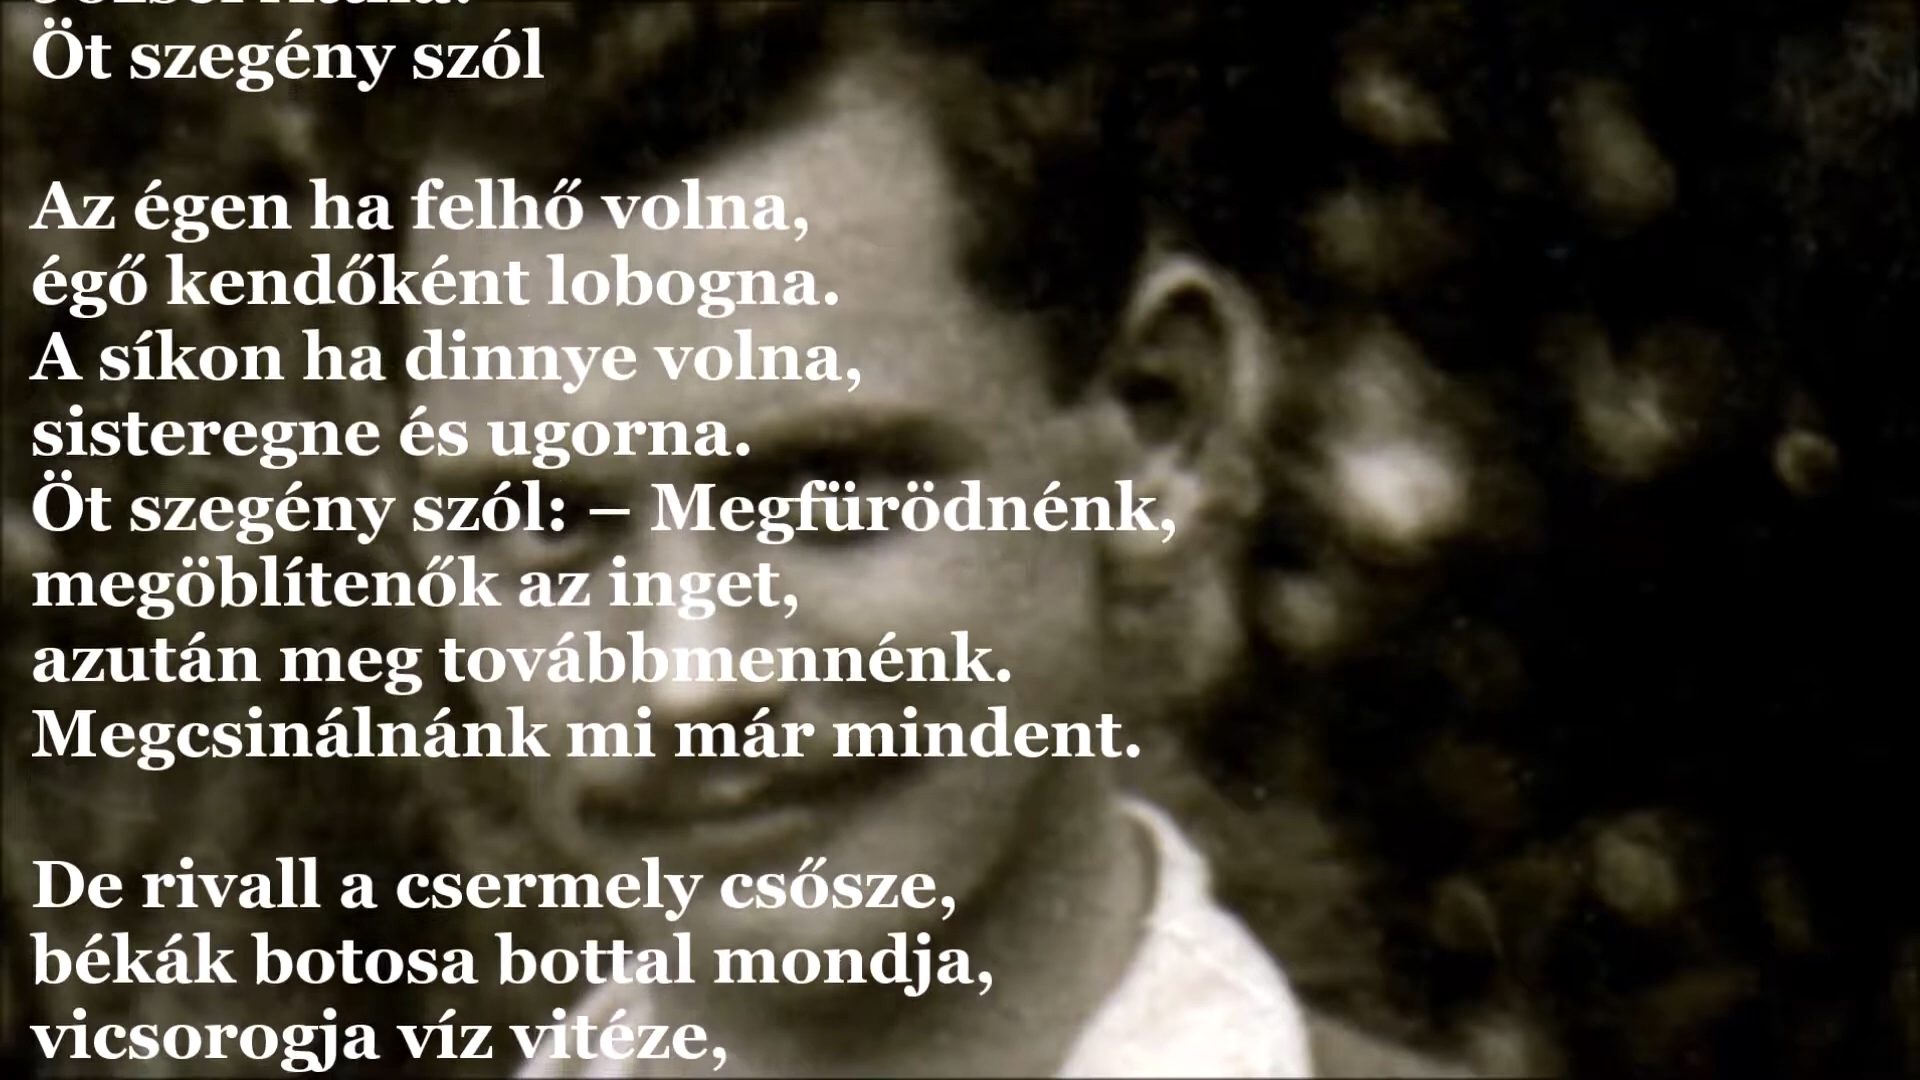 Öt szegény szól
Az égen ha felhő volna,
égő kendőként lobogna.
A síkon ha dinnye volna,
sisteregne és ugorna.
Öt szegény szól: – Megfürödnénk,
megöblítenők az inget,
azután meg továbbmennénk.
Megcsinálnánk mi már mindent.
De rivall a csermely csősze,
békák botosa bottal mondja,
vicsorogja víz vitéze,